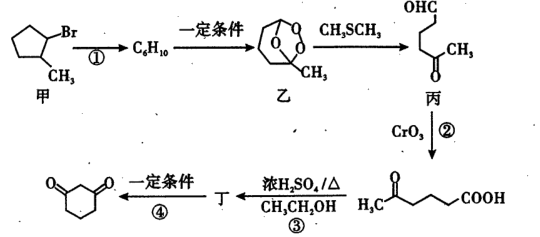 Br
CH₃
甲
①
C₆H₁₀
一定条件
O
O
O
CH₃
乙
CH₃SCH₃
OHC
CH₃
O
丙
CrO₃ ②
O
H₃C
COOH
浓H₂SO₄/△
CH₃CH₂OH
③
丁
一定条件
④
O
O